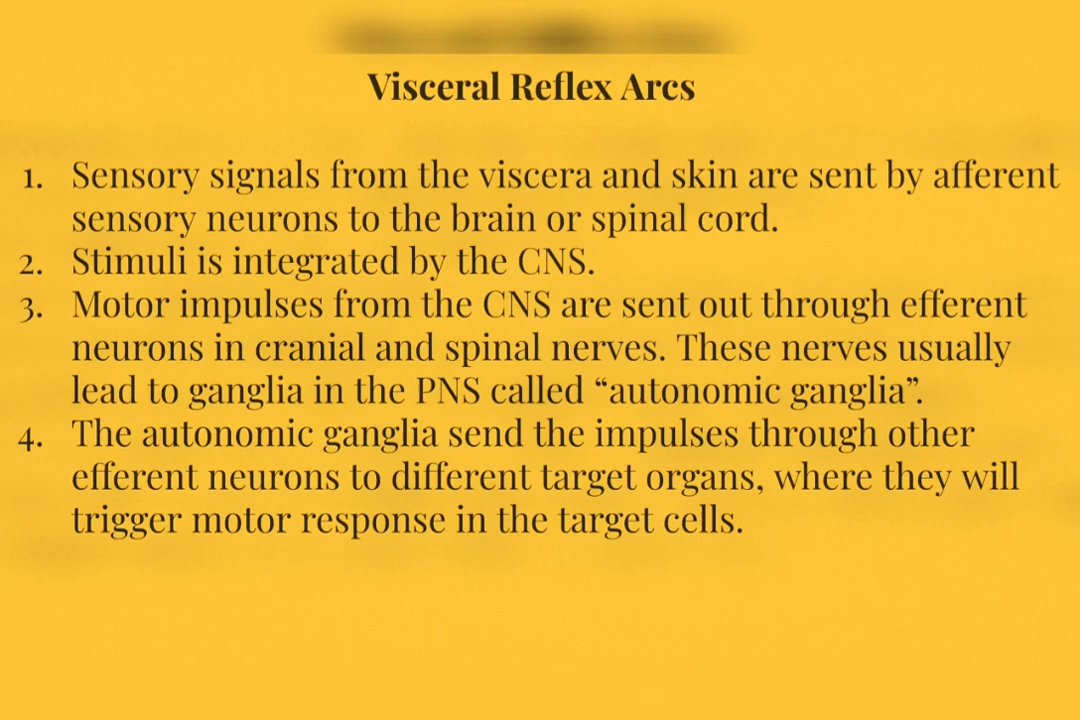 Visceral Reflex Arcs
1. Sensory signals from the viscera and skin are sent by afferent
sensory neurons to the brain or spinal cord.
2. Stimuli is integrated by the CNS.
3. Motor impulses from the CNS are sent out through efferent
neurons in cranial and spinal nerves. These nerves usually
lead to ganglia in the PNS called “autonomic ganglia”.
4. The autonomic ganglia send the impulses through other
efferent neurons to different target organs, where they will
trigger motor response in the target cells.